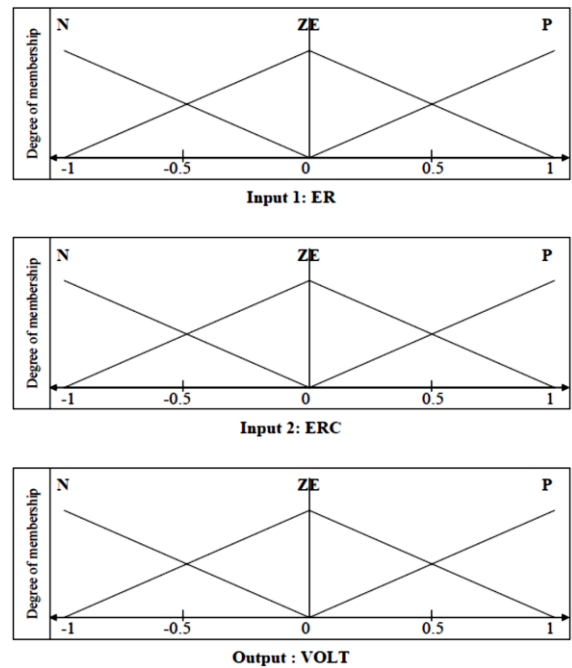 N ZE P
Degree of membership
-1 -0.5 0 0.5 1
Input 1: ER
N ZE P
Degree of membership
-1 -0.5 0 0.5 1
Input 2: ERC
N ZE P
Degree of membership
-1 -0.5 0 0.5 1
Output : VOLT